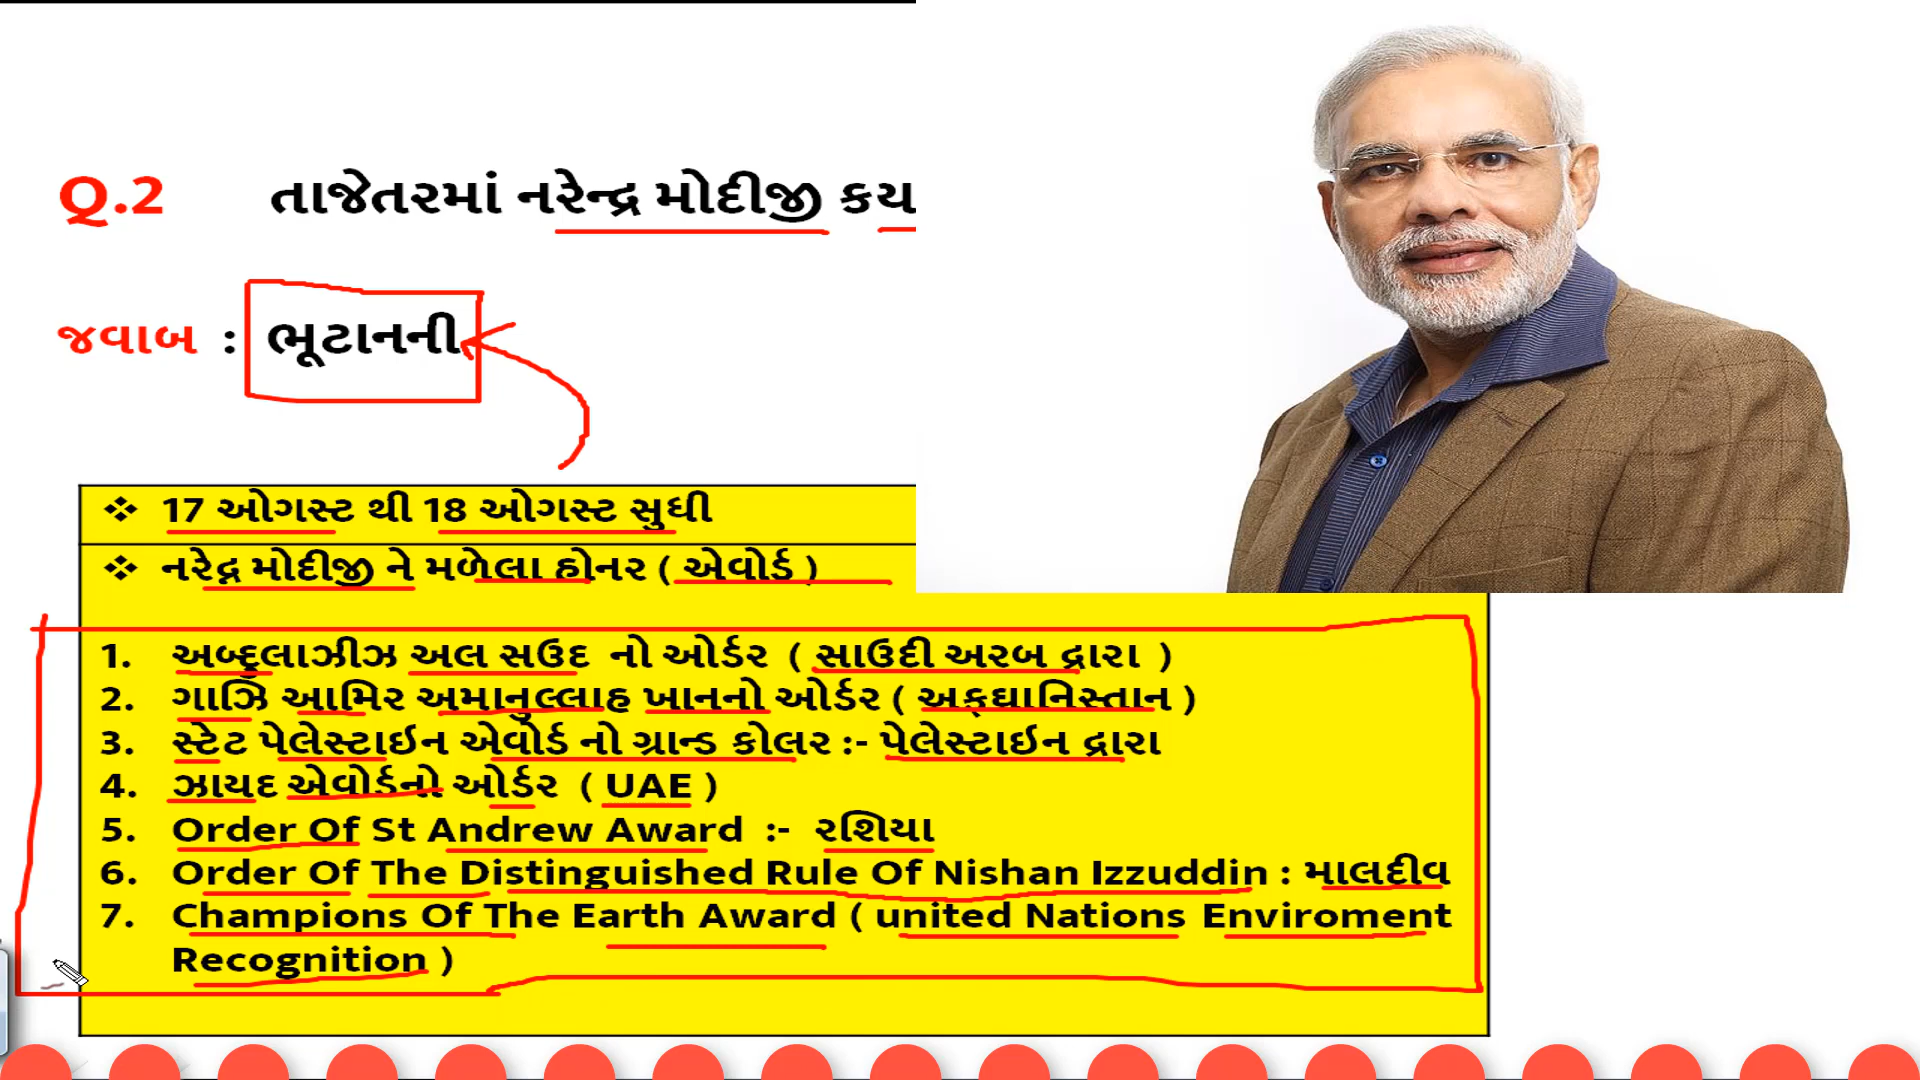 Q.2 તાજેતરમાં નરેન્દ્ર મોદીજી કય
જવાબ : ભૂટાનની
❖ 17 ઓગસ્ટ થી 18 ઓગસ્ટ સુધી
❖ નરેદ્ર મોદીજી ને મળેલા હોનર ( એવોર્ડ )
1. અબ્દુલાઝીઝ અલ સઉદ નો ઓર્ડર ( સાઉદી અરબ દ્વારા )
2. ગાઝિ આમિર અમાનુલ્લાહ ખાનનો ઓર્ડર ( અફઘાનિસ્તાન )
3. સ્ટેટ પેલેસ્ટાઇન એવોર્ડ નો ગ્રાન્ડ કોલર :- પેલેસ્ટાઇન દ્વારા
4. ઝાયદ એવોર્ડનો ઓર્ડર ( UAE )
5. Order Of St Andrew Award :- રશિયા
6. Order Of The Distinguished Rule Of Nishan Izzuddin : માલદીવ
7. Champions Of The Earth Award ( united Nations Enviroment
Recognition )